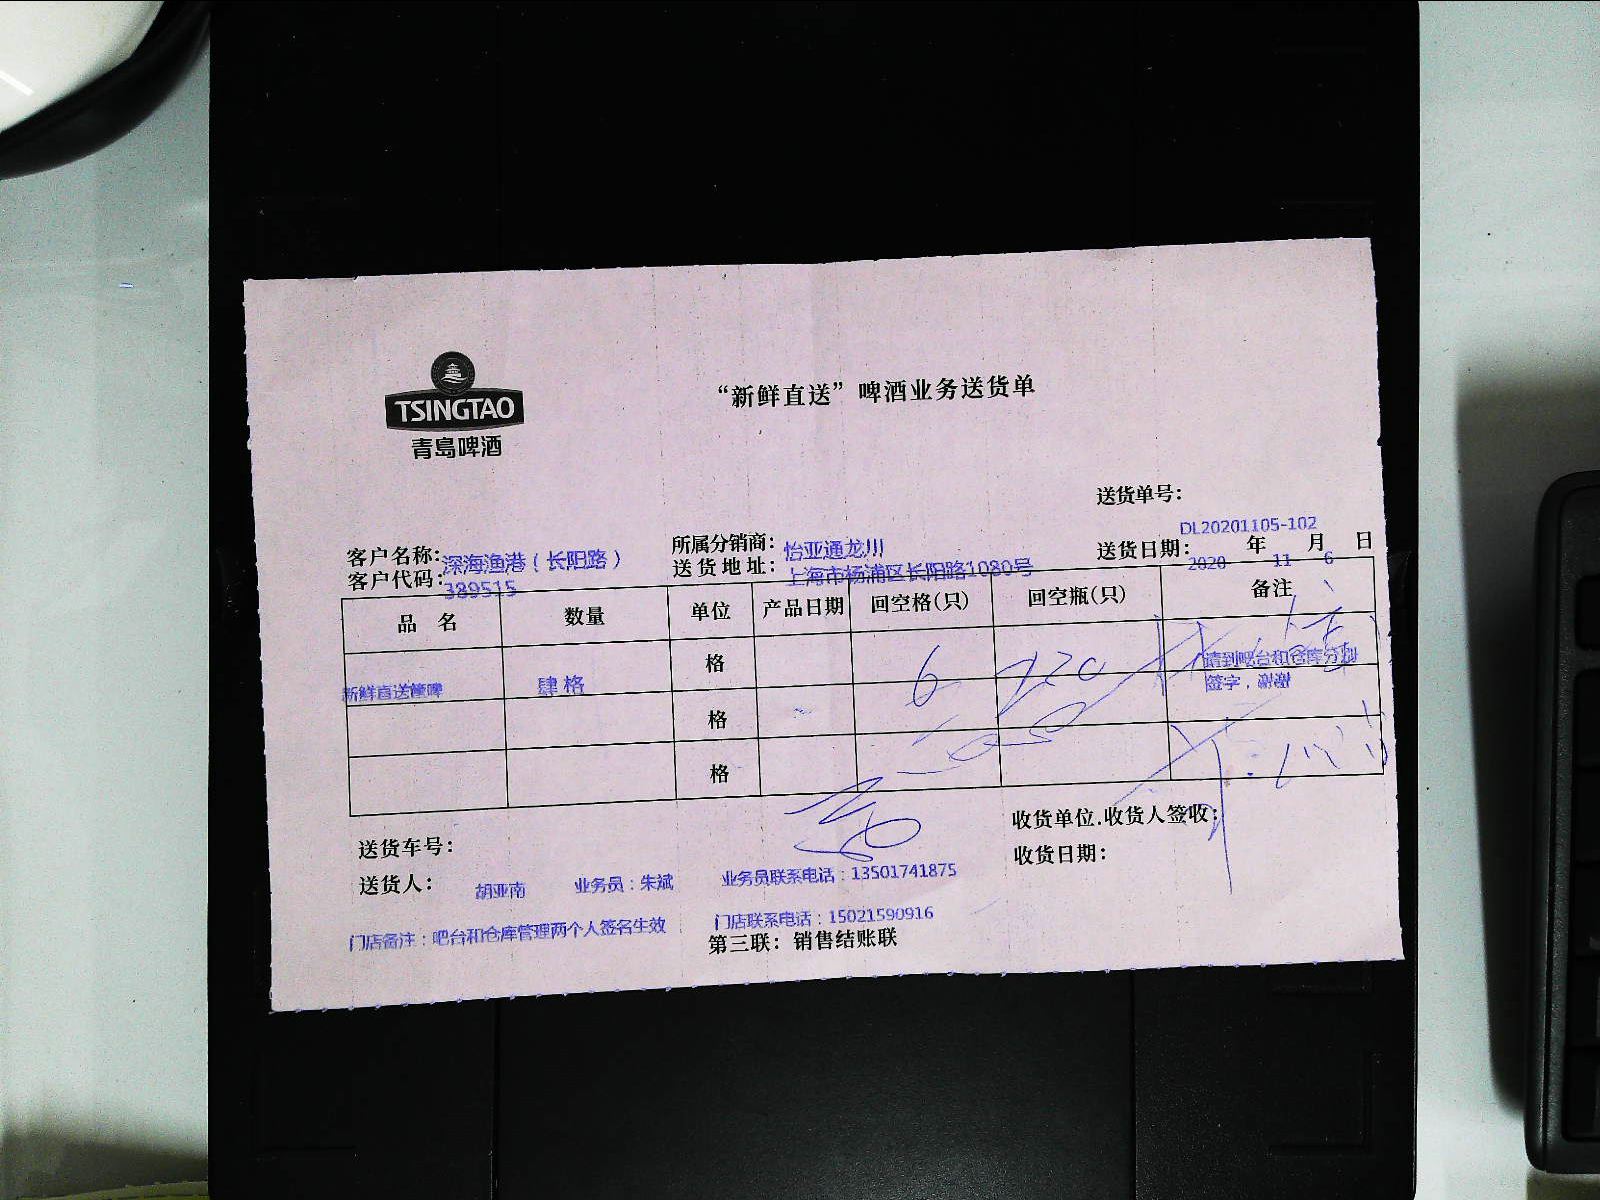 TSINGTAO
青岛啤酒
“新鲜直送”啤酒业务送货单
送货单号：
DL20201105-102
客户名称：深海渔港（长阳路） 所属分销商：怡亚通龙川 送货日期： 年 月 日
2020 11 6
客户代码：389515 送货地址：上海市杨浦区长阳路1080号
品 名 数量 单位 产品日期 回空格(只) 回空瓶(只) 备注
新鲜直送箱啤 肆格 格 6 120 请到吧台和仓库分别
签字，谢谢
格
格
送货车号： 收货单位.收货人签收：
收货日期：
送货人： 胡亚南 业务员：朱斌 业务员联系电话：13501741875
门店备注：吧台和仓库管理两个人签名生效 门店联系电话：15021590916
第三联：销售结账联